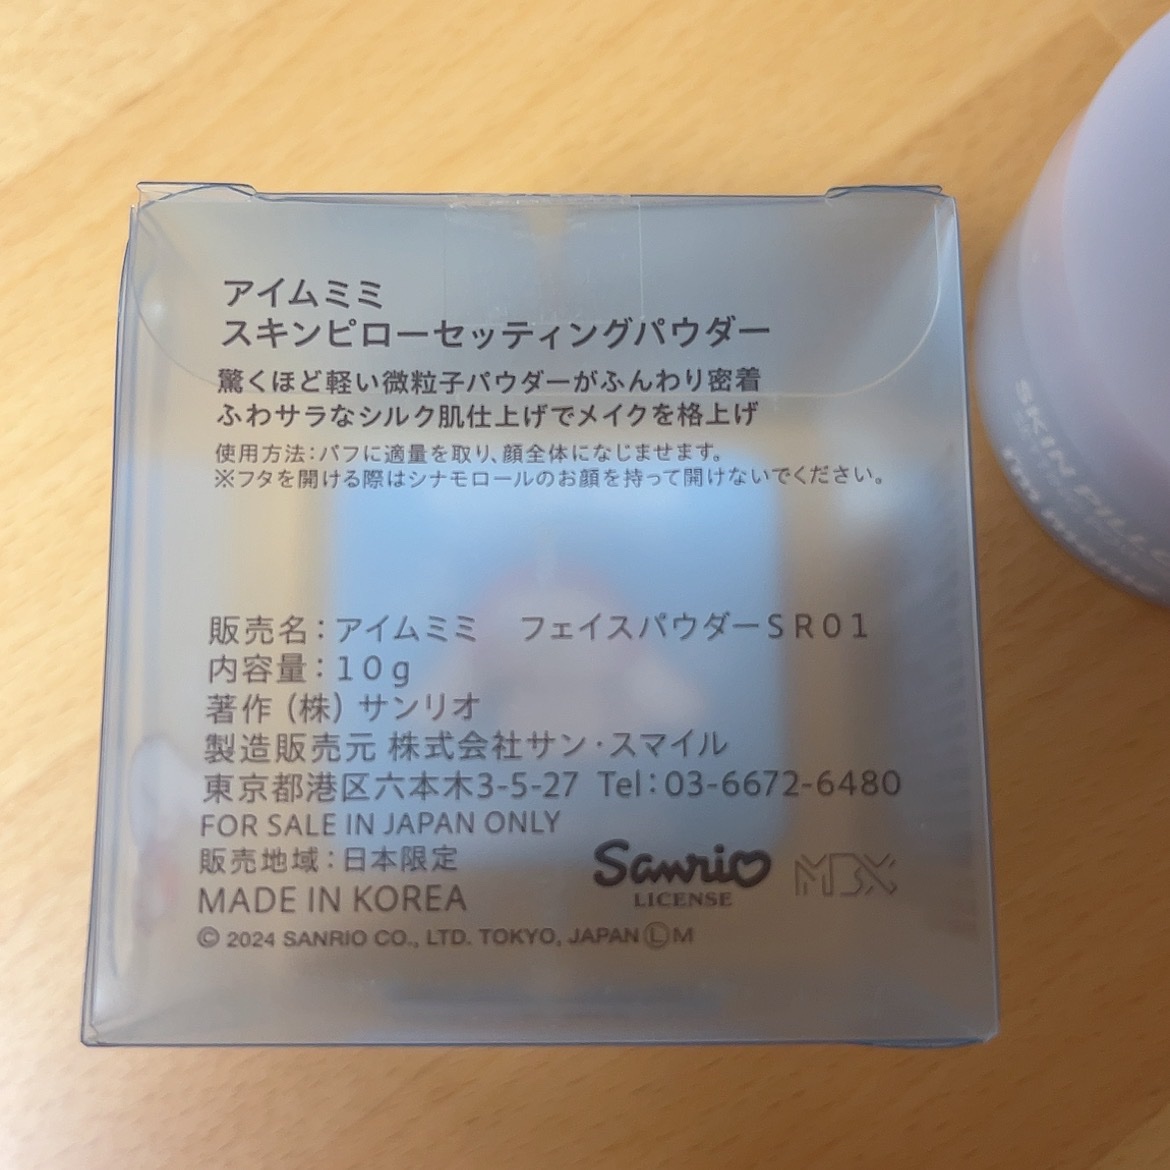 アイムミミ
スキンピローセッティングパウダー
驚くほど軽い微粒子パウダーがふんわり密着
ふわサラなシルク肌仕上げでメイクを格上げ
使用方法:パフに適量を取り、顔全体になじませます。
※フタを開ける際はシナモロールのお顔を持って開けないでください。
販売名:アイムミミ　フェイスパウダーSR01
内容量:10g
著作(株)サンリオ
製造販売元 株式会社サン・スマイル
東京都港区六本木3-5-27 Tel:03-6672-6480
FOR SALE IN JAPAN ONLY
販売地域:日本限定
MADE IN KOREA
© 2024 SANRIO CO., LTD. TOKYO, JAPAN Ⓛ M
Sanrio
LICENSE
MBX
SKIN PILLO